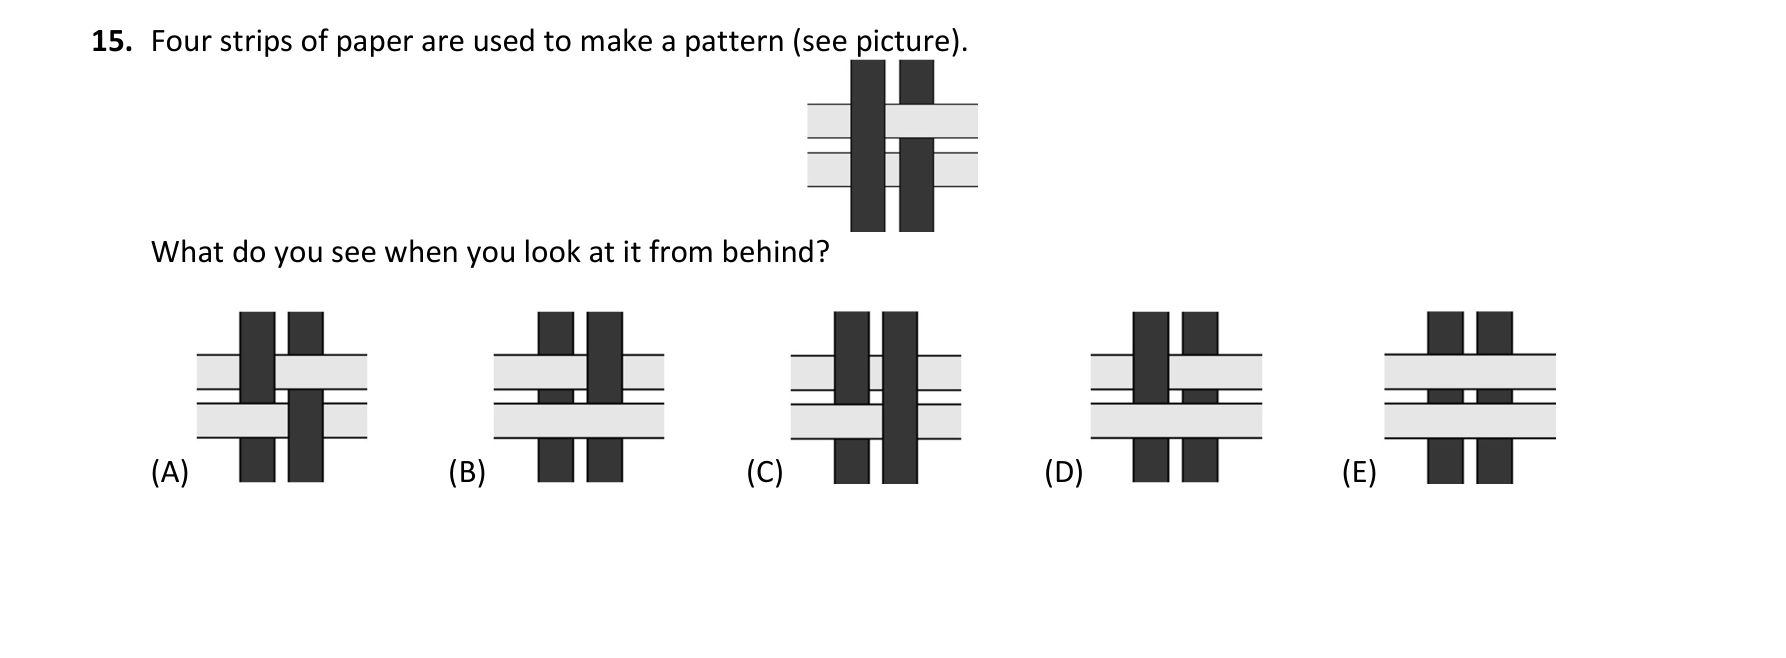 15. Four strips of paper are used to make a pattern (see picture).
What do you see when you look at it from behind?
(A) (B) (C) (D) (E)